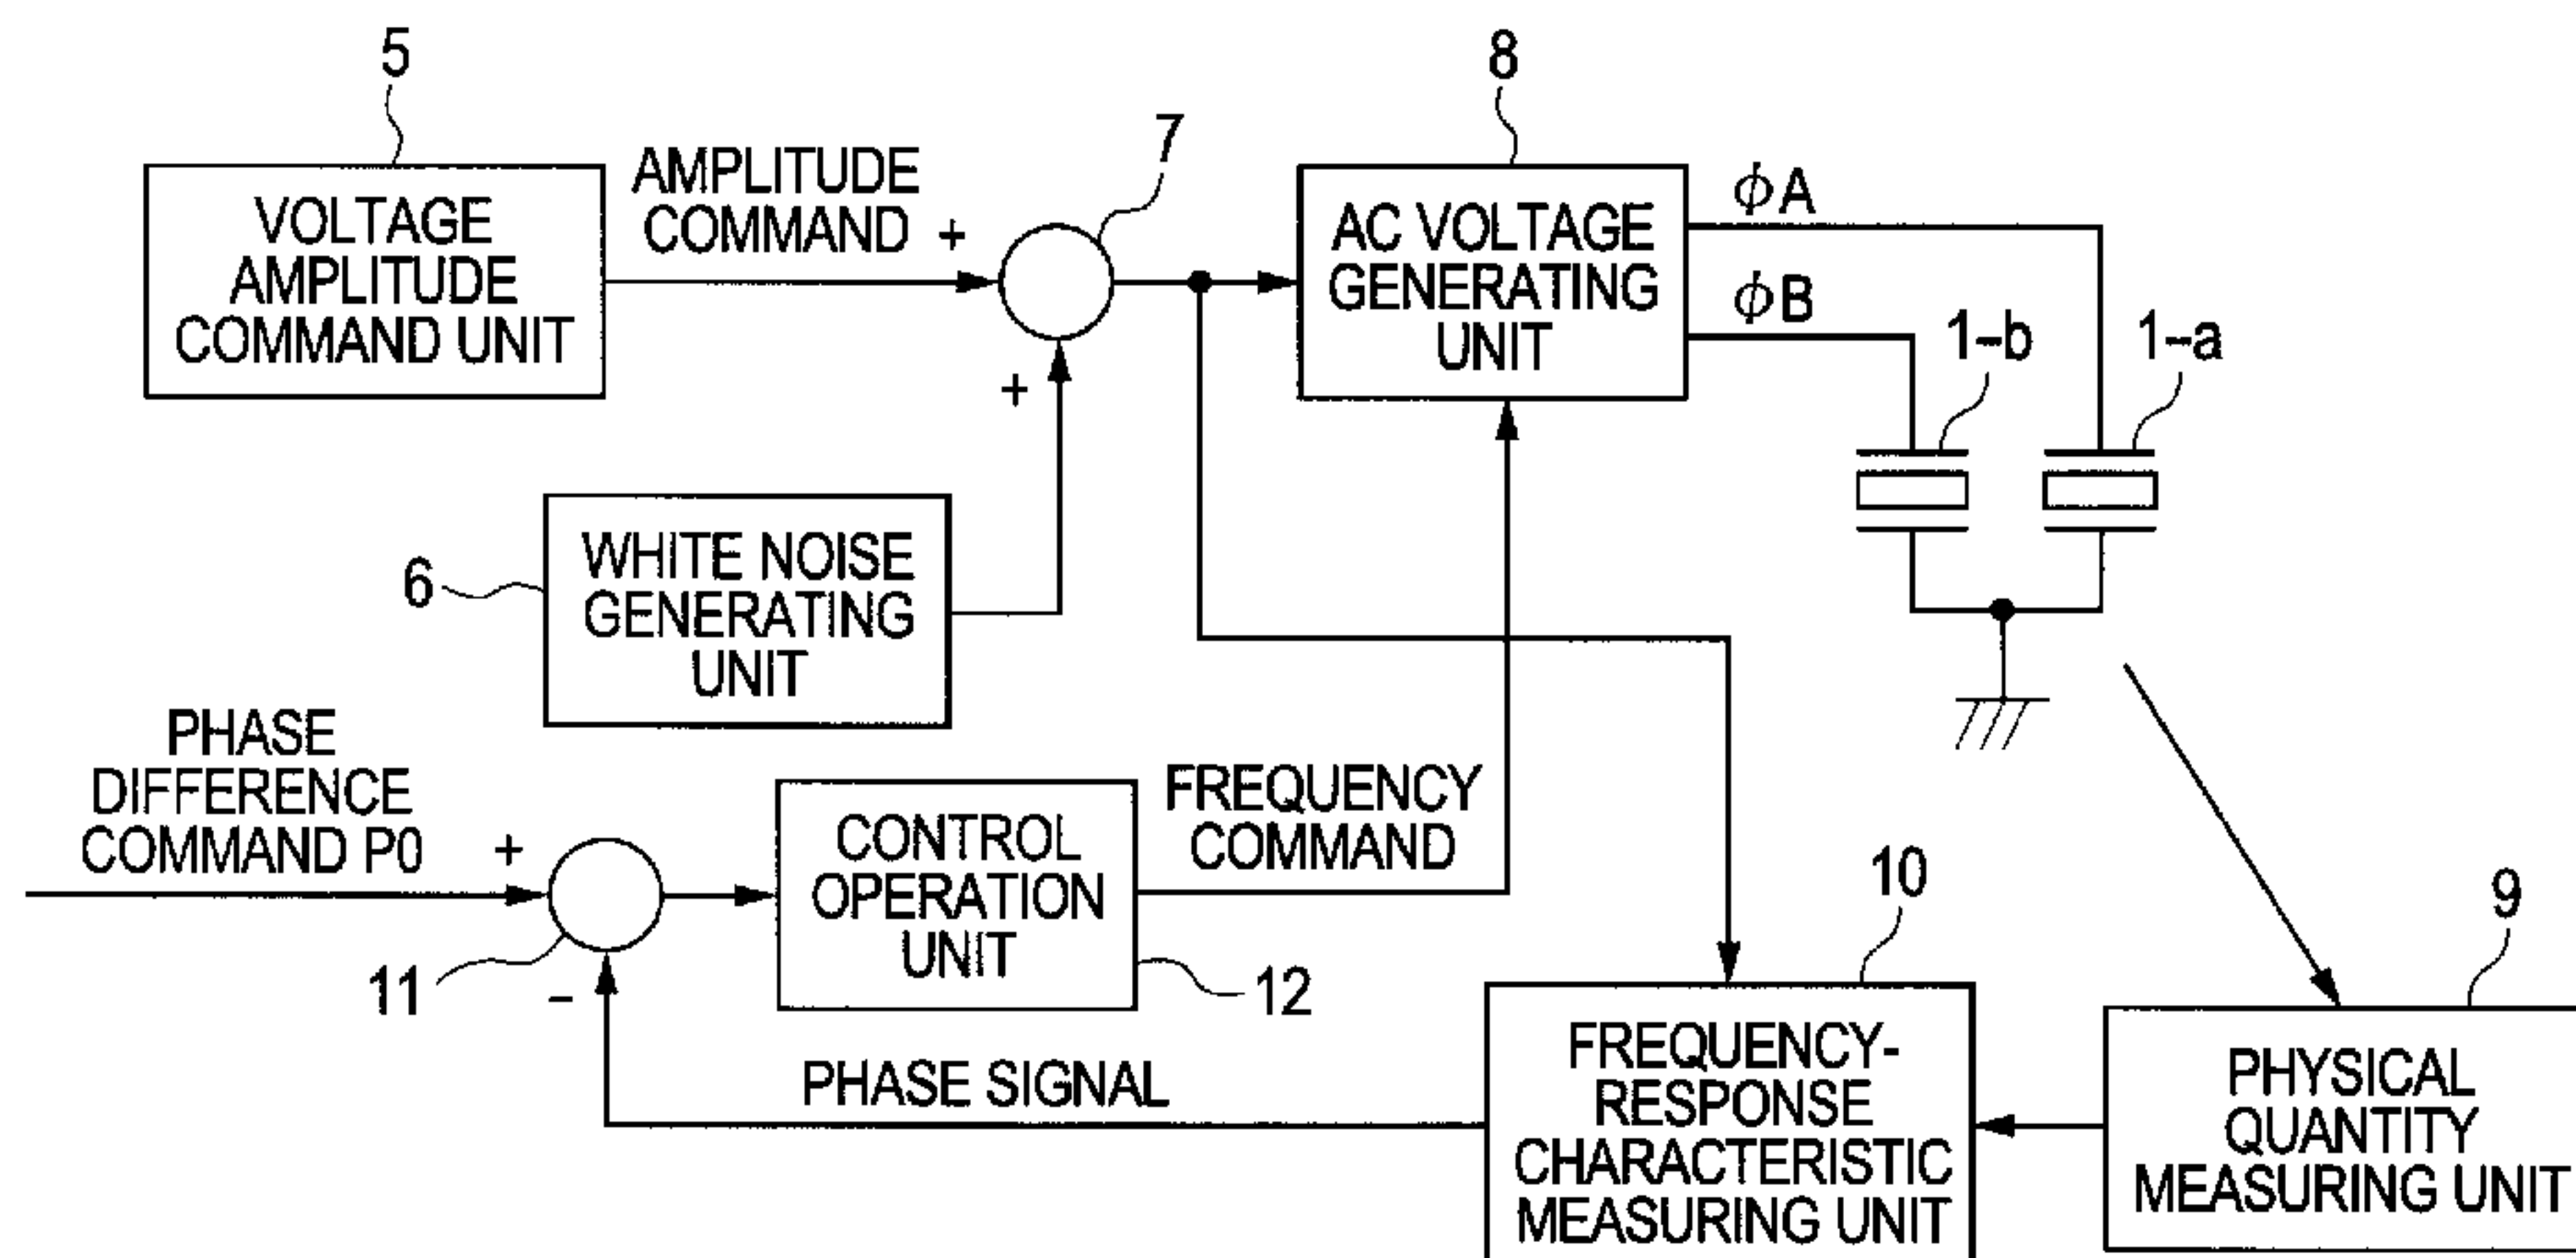 5
8
7
VOLTAGE
AMPLITUDE
COMMAND UNIT
AMPLITUDE
COMMAND
+
+
AC VOLTAGE
GENERATING
UNIT
ϕA
ϕB
1-b
1-a
6
WHITE NOISE
GENERATING
UNIT
PHASE
DIFFERENCE
COMMAND P0
+
−
11
CONTROL
OPERATION
UNIT
12
FREQUENCY
COMMAND
10
9
PHASE SIGNAL
FREQUENCY-
RESPONSE
CHARACTERISTIC
MEASURING UNIT
PHYSICAL
QUANTITY
MEASURING UNIT